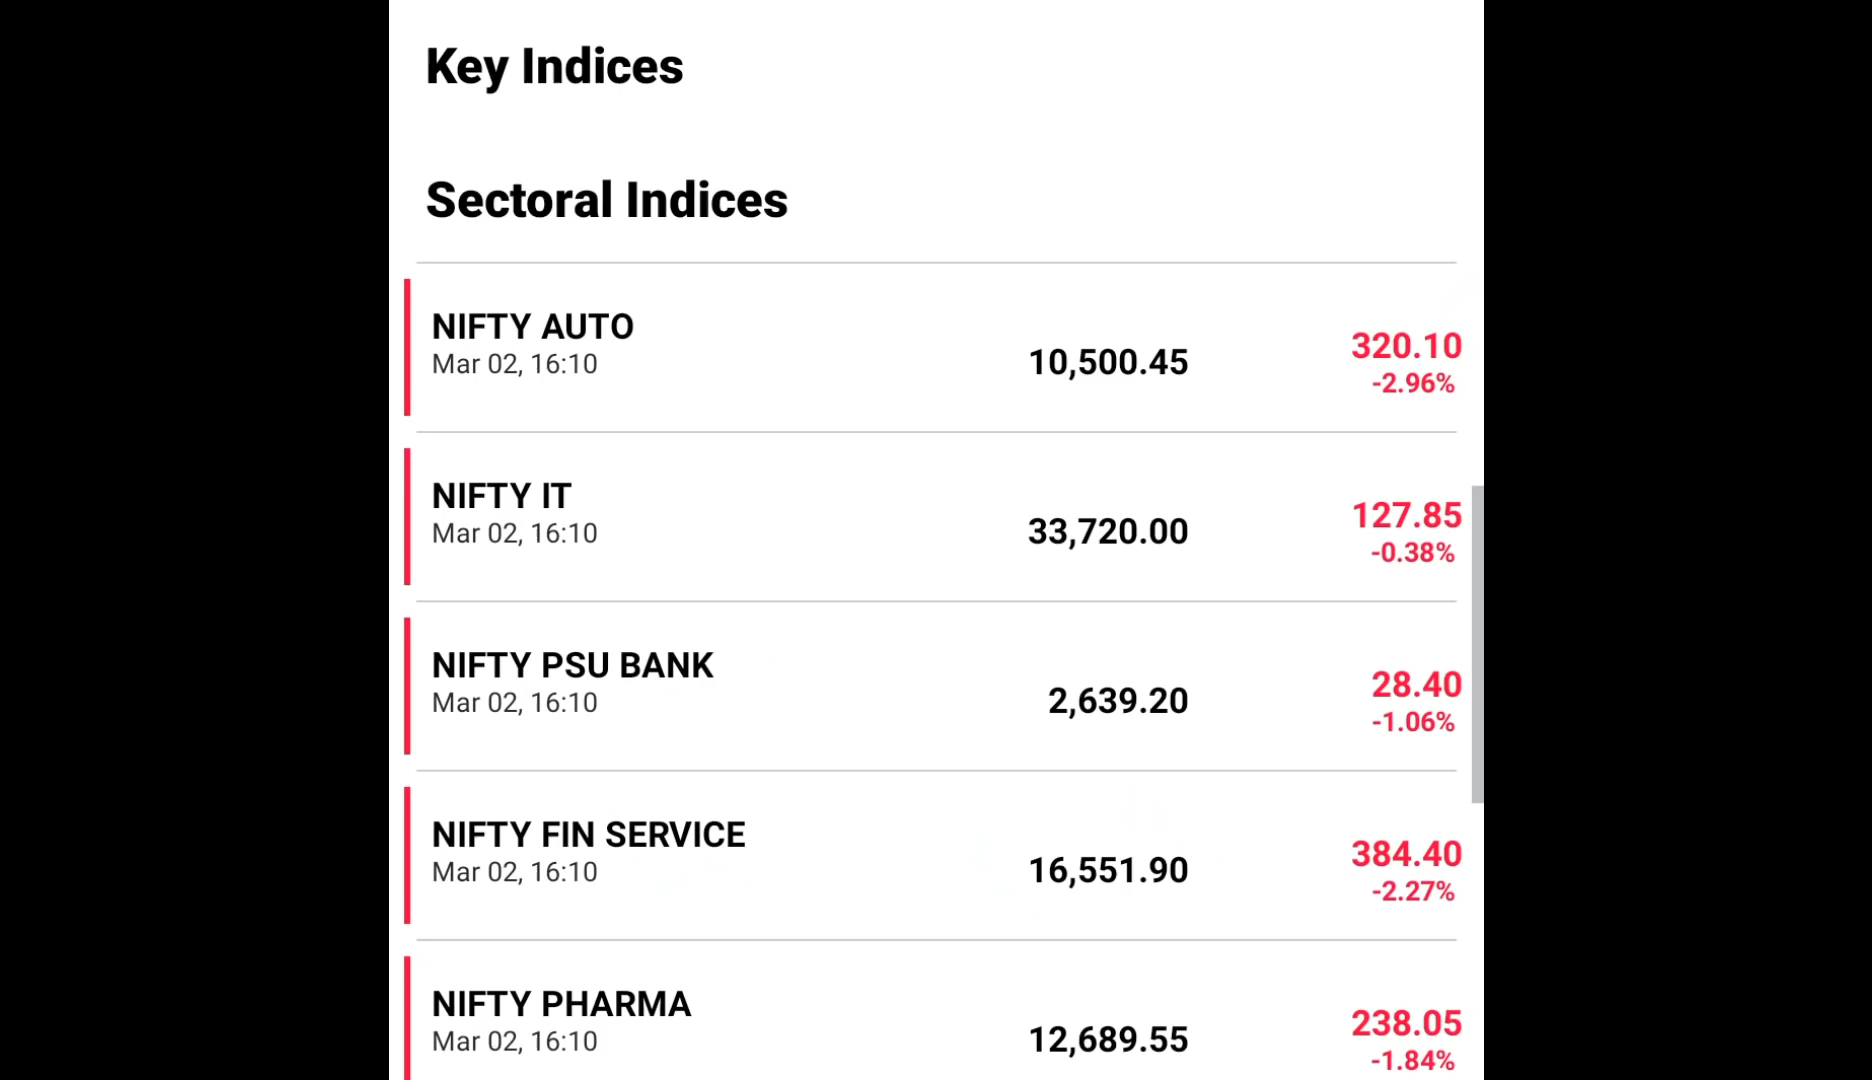 Key Indices
Sectoral Indices
NIFTY AUTO
Mar 02, 16:10
10,500.45
320.10
-2.96%
NIFTY IT
Mar 02, 16:10
33,720.00
127.85
-0.38%
NIFTY PSU BANK
Mar 02, 16:10
2,639.20
28.40
-1.06%
NIFTY FIN SERVICE
Mar 02, 16:10
16,551.90
384.40
-2.27%
NIFTY PHARMA
Mar 02, 16:10
12,689.55
238.05
-1.84%